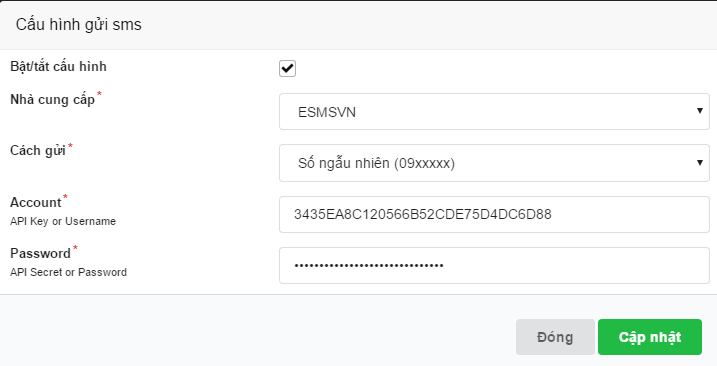 Cấu hình gửi sms
Bật/tắt cấu hình
Nhà cung cấp*
ESMSVN
Cách gửi*
Số ngẫu nhiên (09xxxxx)
Account*
API Key or Username
3435EA8C120566B52CDE75D4DC6D88
Password*
API Secret or Password
••••••••••••••••••••••••••••••
Đóng
Cập nhật